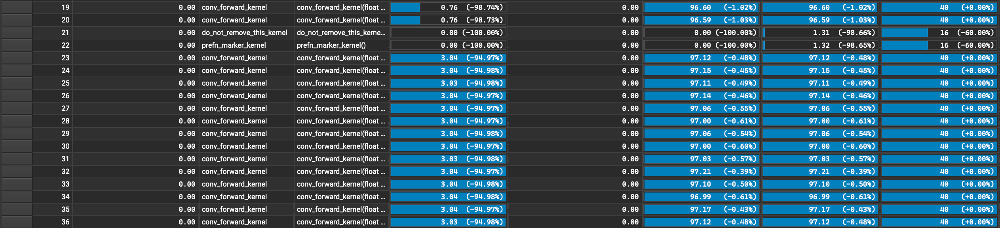 19 0.00 conv_forward_kernel conv_forward_kernel(float ... 0.76 (-98.74%) 0.00 96.60 (-1.02%) 96.60 (-1.02%) 40 (+0.00%)
20 0.00 conv_forward_kernel conv_forward_kernel(float ... 0.76 (-98.73%) 0.00 96.59 (-1.03%) 96.59 (-1.03%) 40 (+0.00%)
21 0.00 do_not_remove_this_kernel do_not_remove_this_kerne... 0.00 (-100.00%) 0.00 0.00 (-100.00%) 1.31 (-98.66%) 16 (-60.00%)
22 0.00 prefn_marker_kernel prefn_marker_kernel() 0.00 (-100.00%) 0.00 0.00 (-100.00%) 1.32 (-98.65%) 16 (-60.00%)
23 0.00 conv_forward_kernel conv_forward_kernel(float ... 3.04 (-94.97%) 0.00 97.12 (-0.48%) 97.12 (-0.48%) 40 (+0.00%)
24 0.00 conv_forward_kernel conv_forward_kernel(float ... 3.04 (-94.98%) 0.00 97.15 (-0.45%) 97.15 (-0.45%) 40 (+0.00%)
25 0.00 conv_forward_kernel conv_forward_kernel(float ... 3.03 (-94.98%) 0.00 97.11 (-0.49%) 97.11 (-0.49%) 40 (+0.00%)
26 0.00 conv_forward_kernel conv_forward_kernel(float ... 3.04 (-94.97%) 0.00 97.14 (-0.46%) 97.14 (-0.46%) 40 (+0.00%)
27 0.00 conv_forward_kernel conv_forward_kernel(float ... 3.04 (-94.97%) 0.00 97.06 (-0.55%) 97.06 (-0.55%) 40 (+0.00%)
28 0.00 conv_forward_kernel conv_forward_kernel(float ... 3.04 (-94.97%) 0.00 97.00 (-0.61%) 97.00 (-0.61%) 40 (+0.00%)
29 0.00 conv_forward_kernel conv_forward_kernel(float ... 3.04 (-94.98%) 0.00 97.06 (-0.54%) 97.06 (-0.54%) 40 (+0.00%)
30 0.00 conv_forward_kernel conv_forward_kernel(float ... 3.04 (-94.97%) 0.00 97.00 (-0.60%) 97.00 (-0.60%) 40 (+0.00%)
31 0.00 conv_forward_kernel conv_forward_kernel(float ... 3.03 (-94.98%) 0.00 97.03 (-0.57%) 97.03 (-0.57%) 40 (+0.00%)
32 0.00 conv_forward_kernel conv_forward_kernel(float ... 3.04 (-94.97%) 0.00 97.21 (-0.39%) 97.21 (-0.39%) 40 (+0.00%)
33 0.00 conv_forward_kernel conv_forward_kernel(float ... 3.04 (-94.98%) 0.00 97.10 (-0.50%) 97.10 (-0.50%) 40 (+0.00%)
34 0.00 conv_forward_kernel conv_forward_kernel(float ... 3.04 (-94.98%) 0.00 96.99 (-0.61%) 96.99 (-0.61%) 40 (+0.00%)
35 0.00 conv_forward_kernel conv_forward_kernel(float ... 3.04 (-94.97%) 0.00 97.17 (-0.43%) 97.17 (-0.43%) 40 (+0.00%)
36 0.00 conv_forward_kernel conv_forward_kernel(float ... 3.03 (-94.98%) 0.00 97.12 (-0.48%) 97.12 (-0.48%) 40 (+0.00%)